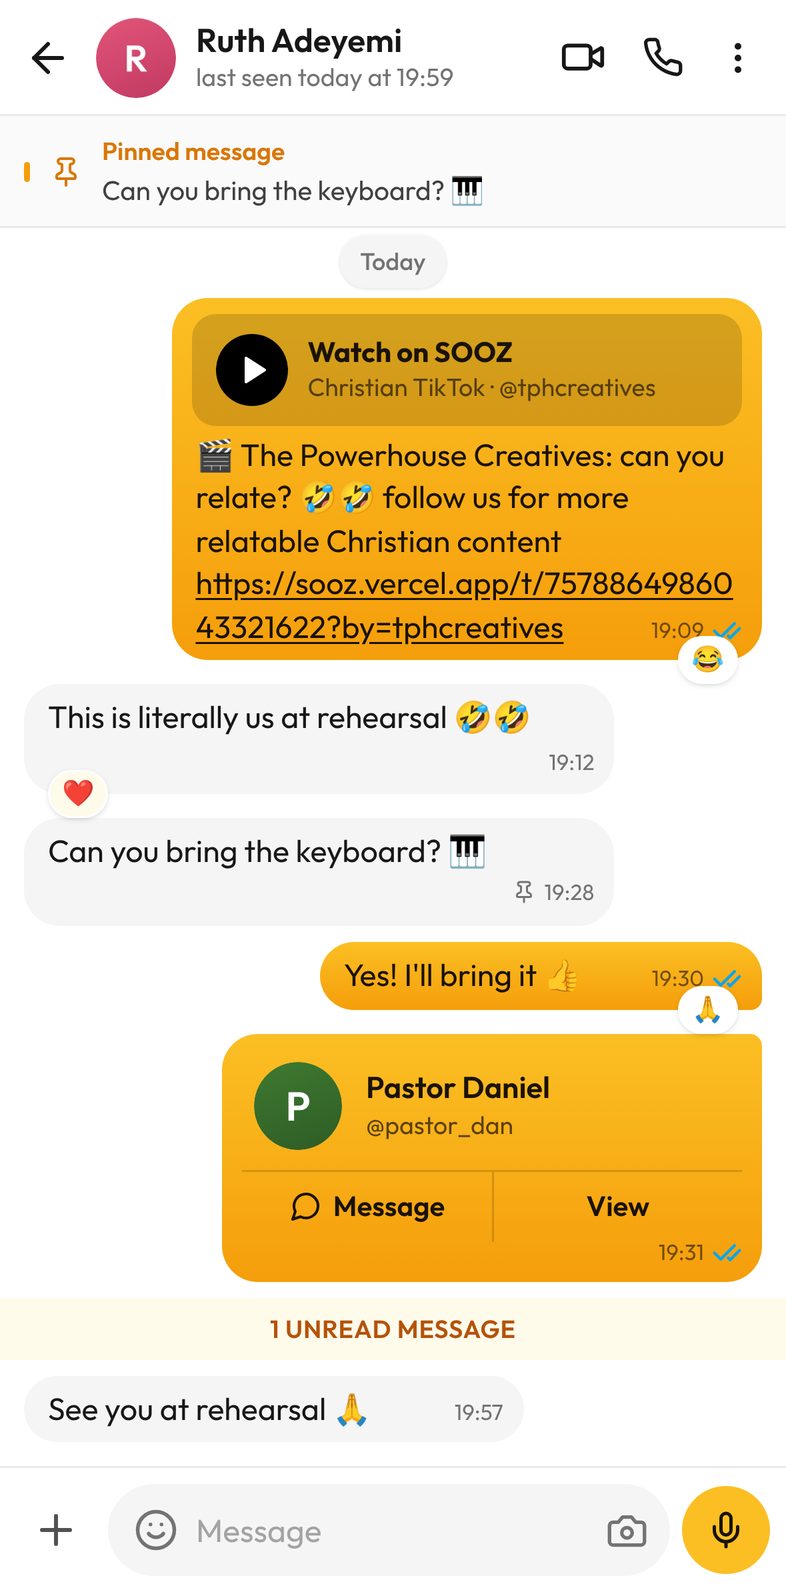 R
Ruth Adeyemi
last seen today at 19:59
Pinned message
Can you bring the keyboard? 🎹
Today
Watch on SOOZ
Christian TikTok · @tphcreatives
🎬 The Powerhouse Creatives: can you
relate? 🤣🤣 follow us for more
relatable Christian content
https://sooz.vercel.app/t/75788649860
43321622?by=tphcreatives
19:09
😂
This is literally us at rehearsal 🤣🤣
19:12
❤️
Can you bring the keyboard? 🎹
19:28
Yes! I'll bring it 👍
19:30
🙏
P
Pastor Daniel
@pastor_dan
Message
View
19:31
1 UNREAD MESSAGE
See you at rehearsal 🙏
19:57
Message